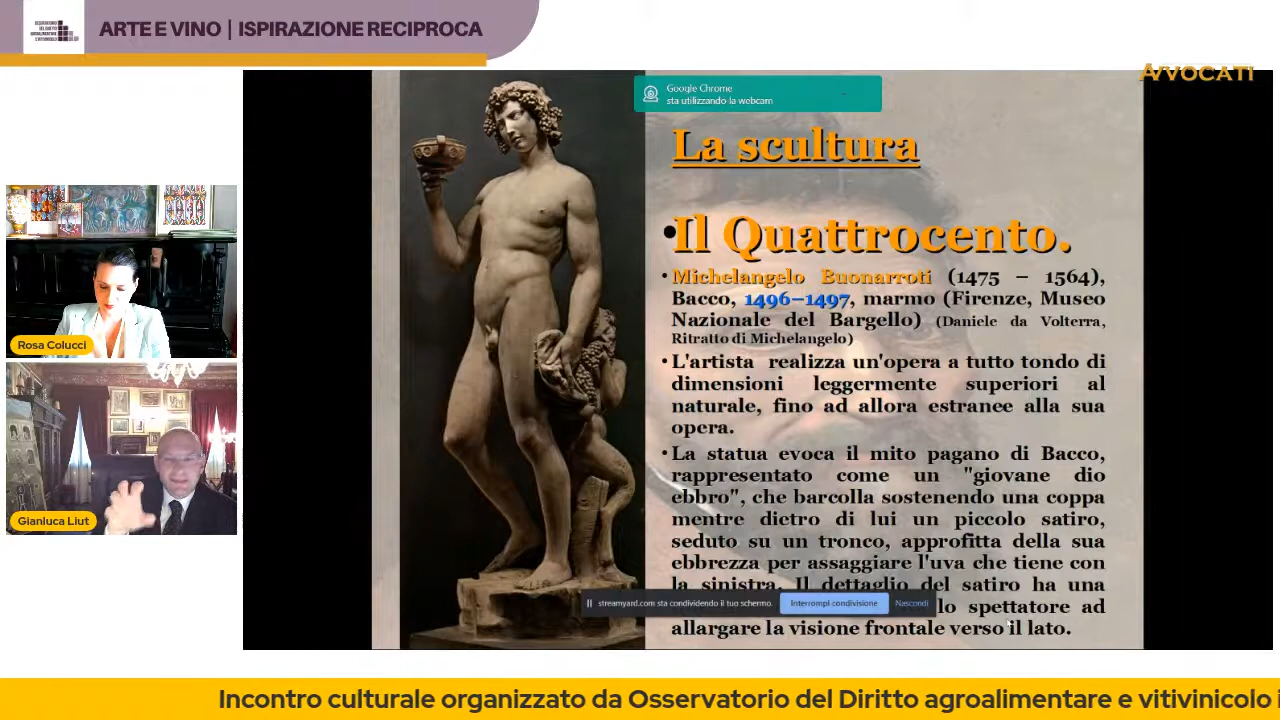 OSSERVATORIO
DEL DIRITTO
AGROALIMENTARE
E VITIVINICOLO
ARTE E VINO | ISPIRAZIONE RECIPROCA
AVVOCATI
Google Chrome
sta utilizzando la webcam
La scultura
•Il Quattrocento.
• Michelangelo Buonarroti (1475 – 1564),
Bacco, 1496–1497, marmo (Firenze, Museo
Nazionale del Bargello) (Daniele da Volterra,
Ritratto di Michelangelo)
• L'artista realizza un'opera a tutto tondo di
dimensioni leggermente superiori al
naturale, fino ad allora estranee alla sua
opera.
• La statua evoca il mito pagano di Bacco,
rappresentato come un "giovane dio
ebbro", che barcolla sostenendo una coppa
mentre dietro di lui un piccolo satiro,
seduto su un tronco, approfitta della sua
ebbrezza per assaggiare l'uva che tiene con
la sinistra. Il dettaglio del satiro ha una
lo spettatore ad
allargare la visione frontale verso il lato.
streamyard.com sta condividendo il tuo schermo.
Interrompi condivisione
Nascondi
Rosa Colucci
Gianluca Liut
Incontro culturale organizzato da Osservatorio del Diritto agroalimentare e vitivinicolo i